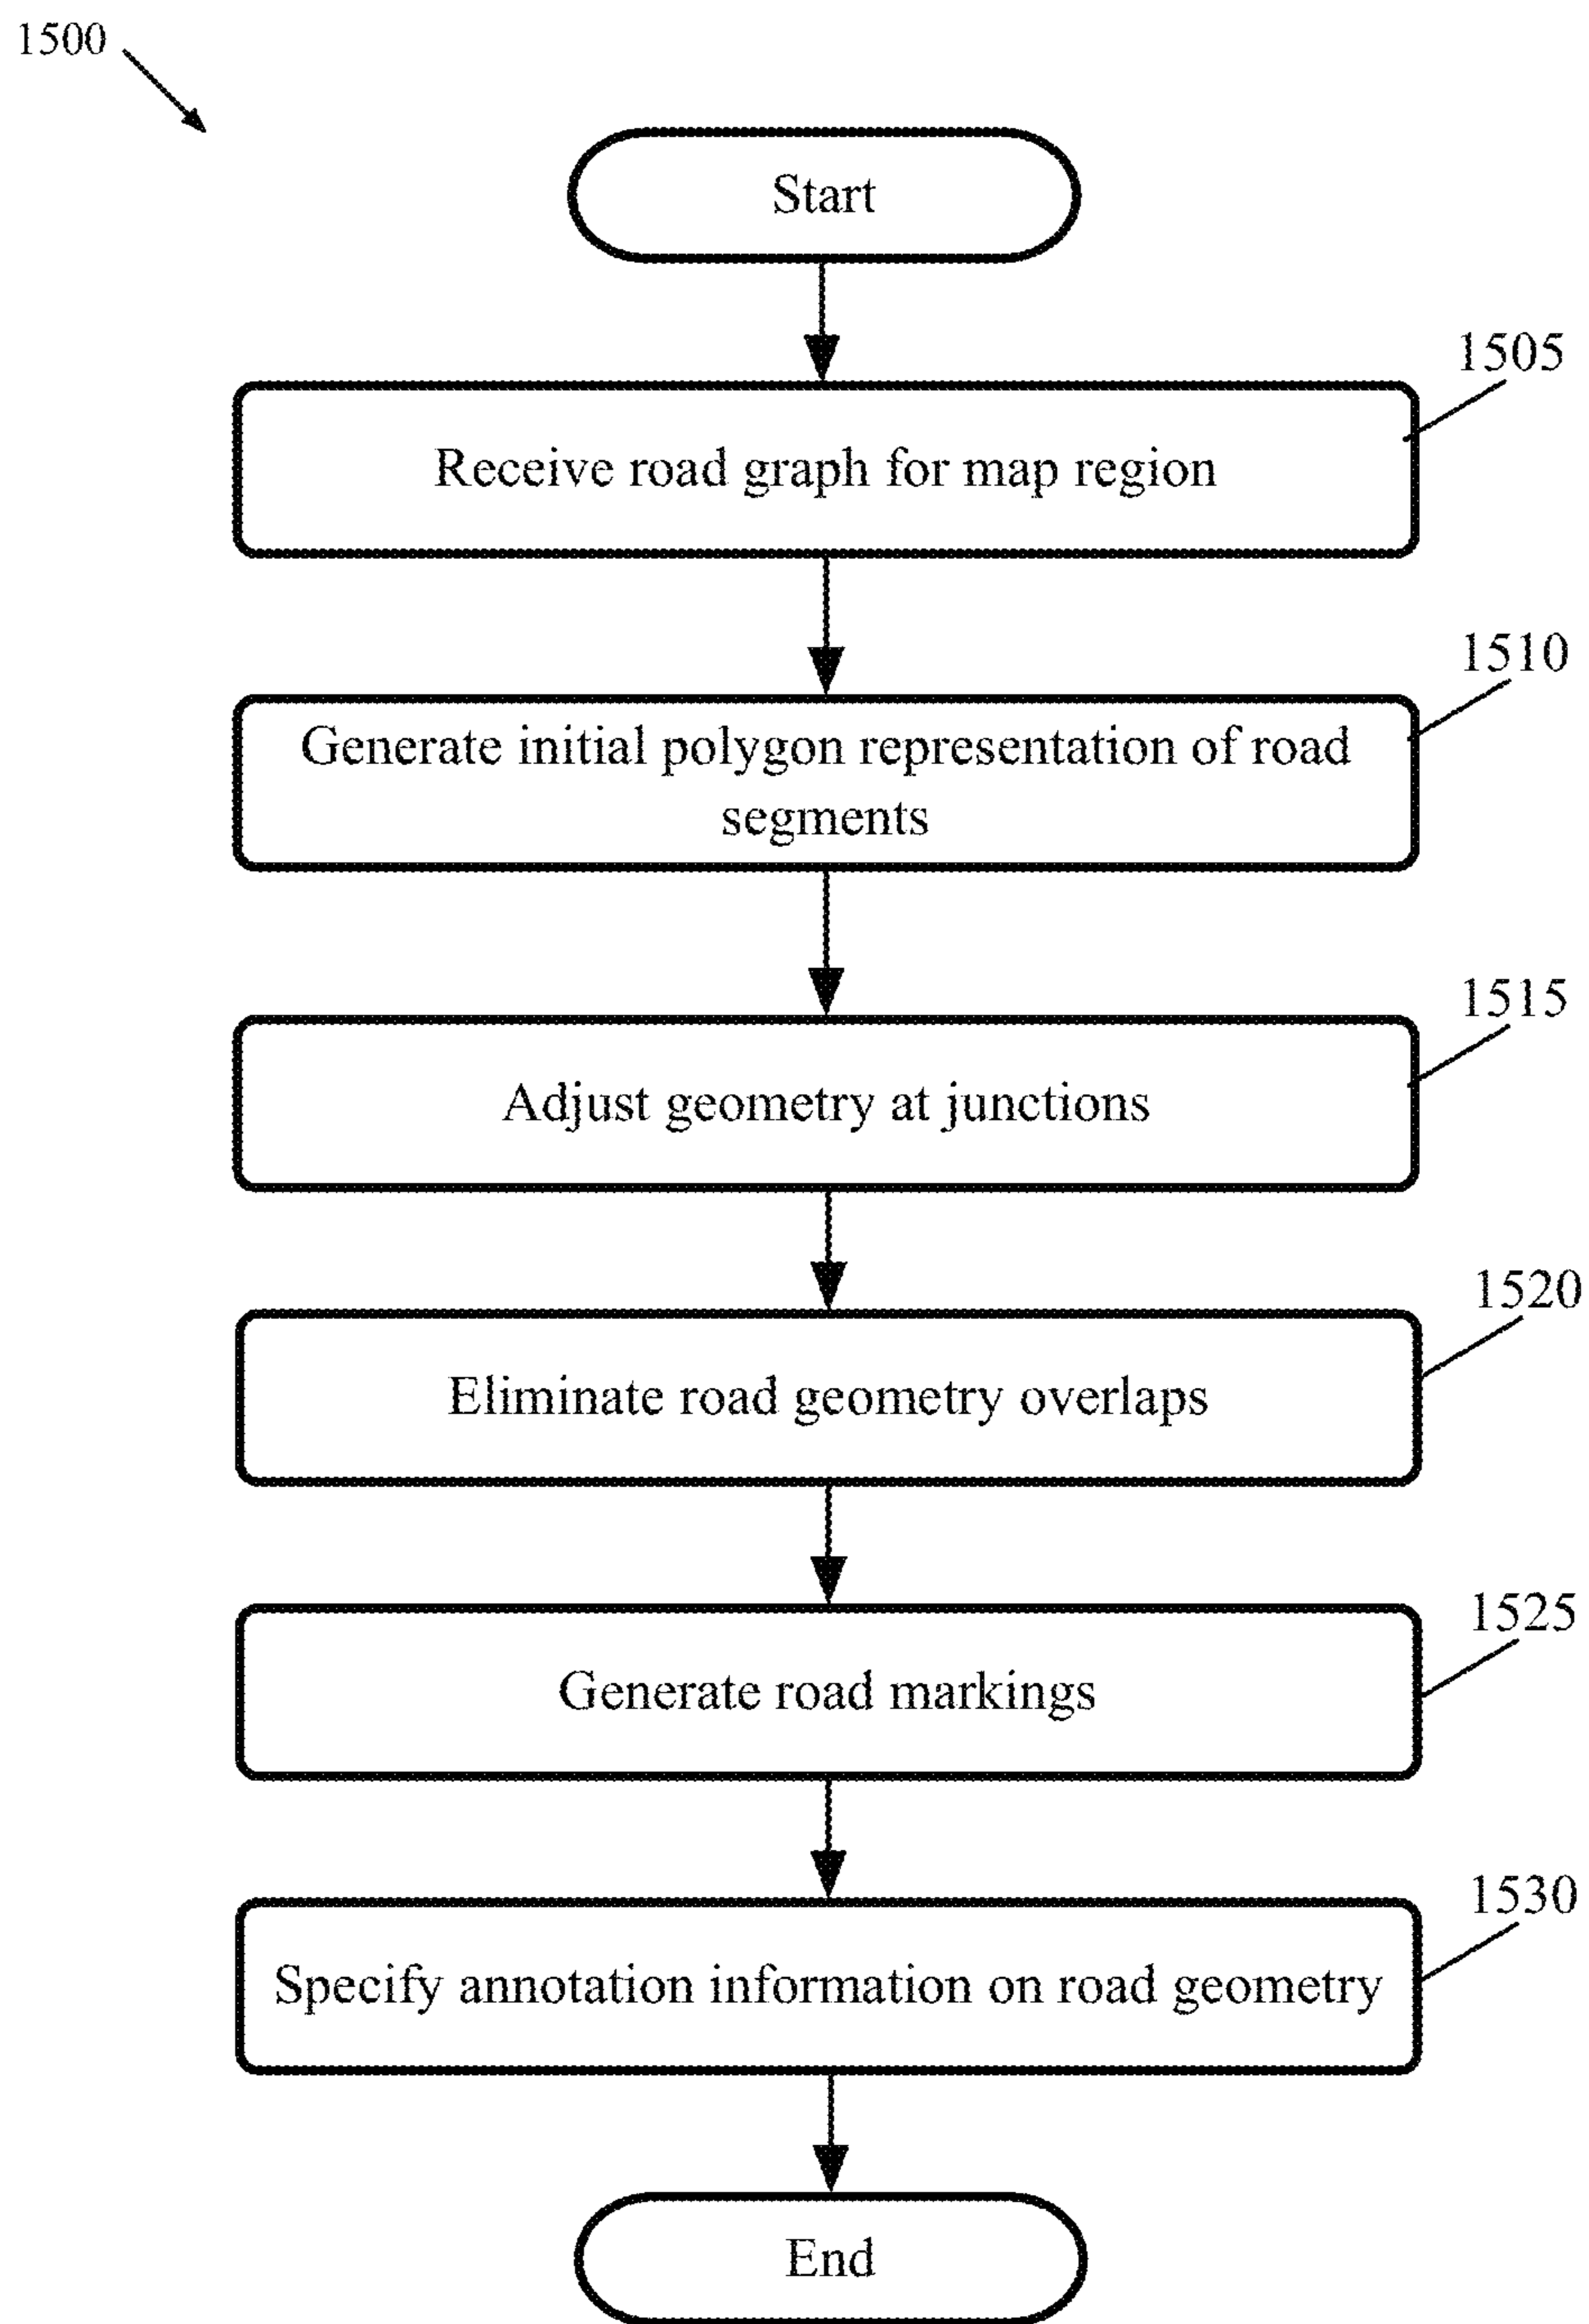 1500
Start
1505
Receive road graph for map region
1510
Generate initial polygon representation of road
segments
1515
Adjust geometry at junctions
1520
Eliminate road geometry overlaps
1525
Generate road markings
1530
Specify annotation information on road geometry
End